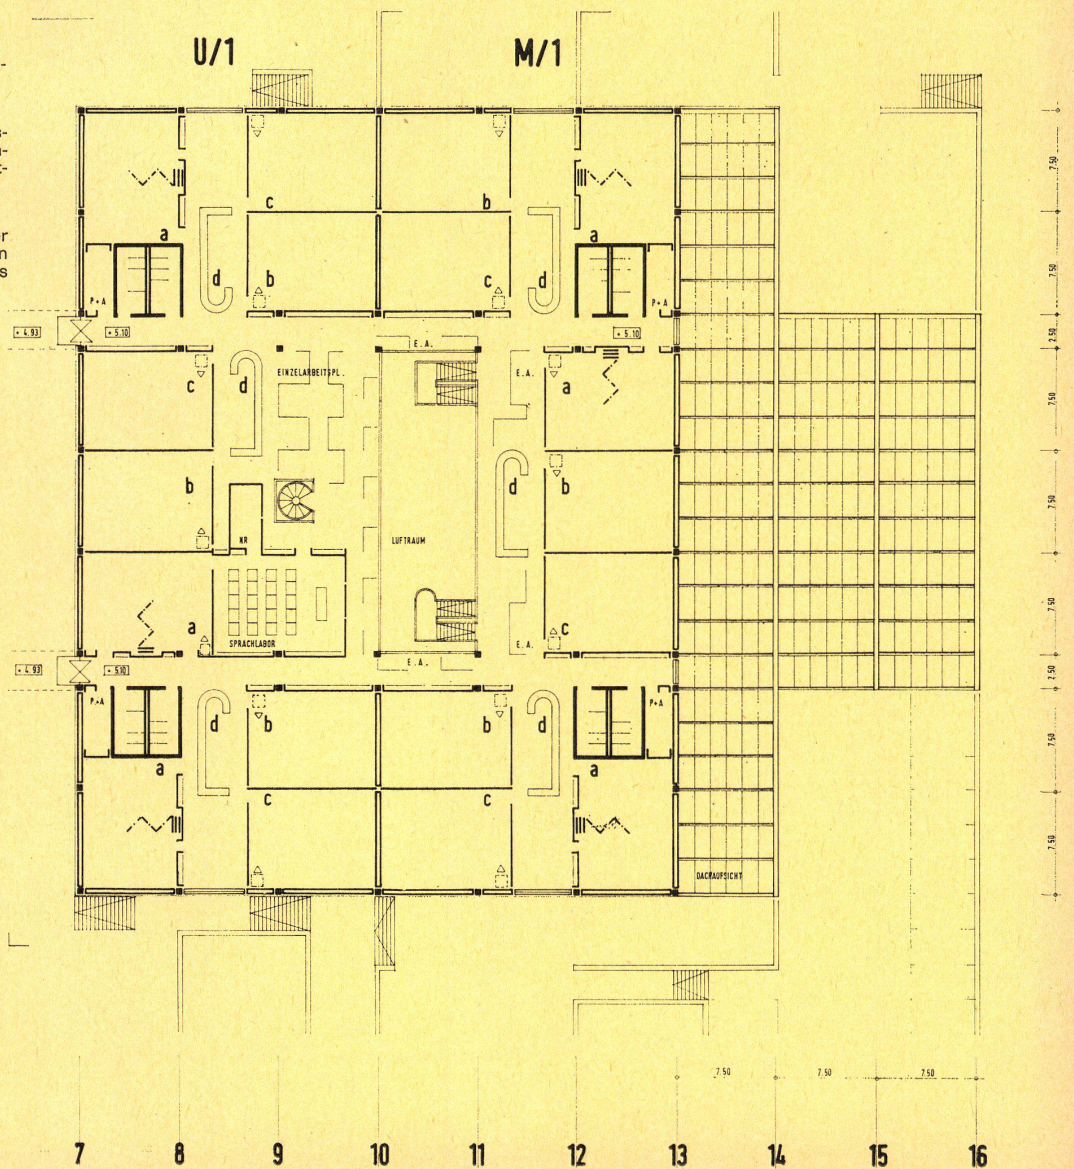 U/1 M/1
r
n
s
c b
a a
d b c d
P+A P+A
+ 4.93 + 5.10 + 5.10
E.A.
c d EINZELARBEITSPL. E.A. a
b d b
NR LUFTRAUM
a SPRACHLABOR c
E.A.
E.A.
+ 4.93 + 5.10
P+A P+A
d b b d
a a
c c
DACHAUFSICHT
7.50
7.50
2.50
7.50
7.50
7.50
2.50
7.50
7.50
7.50 7.50 7.50
7 8 9 10 11 12 13 14 15 16